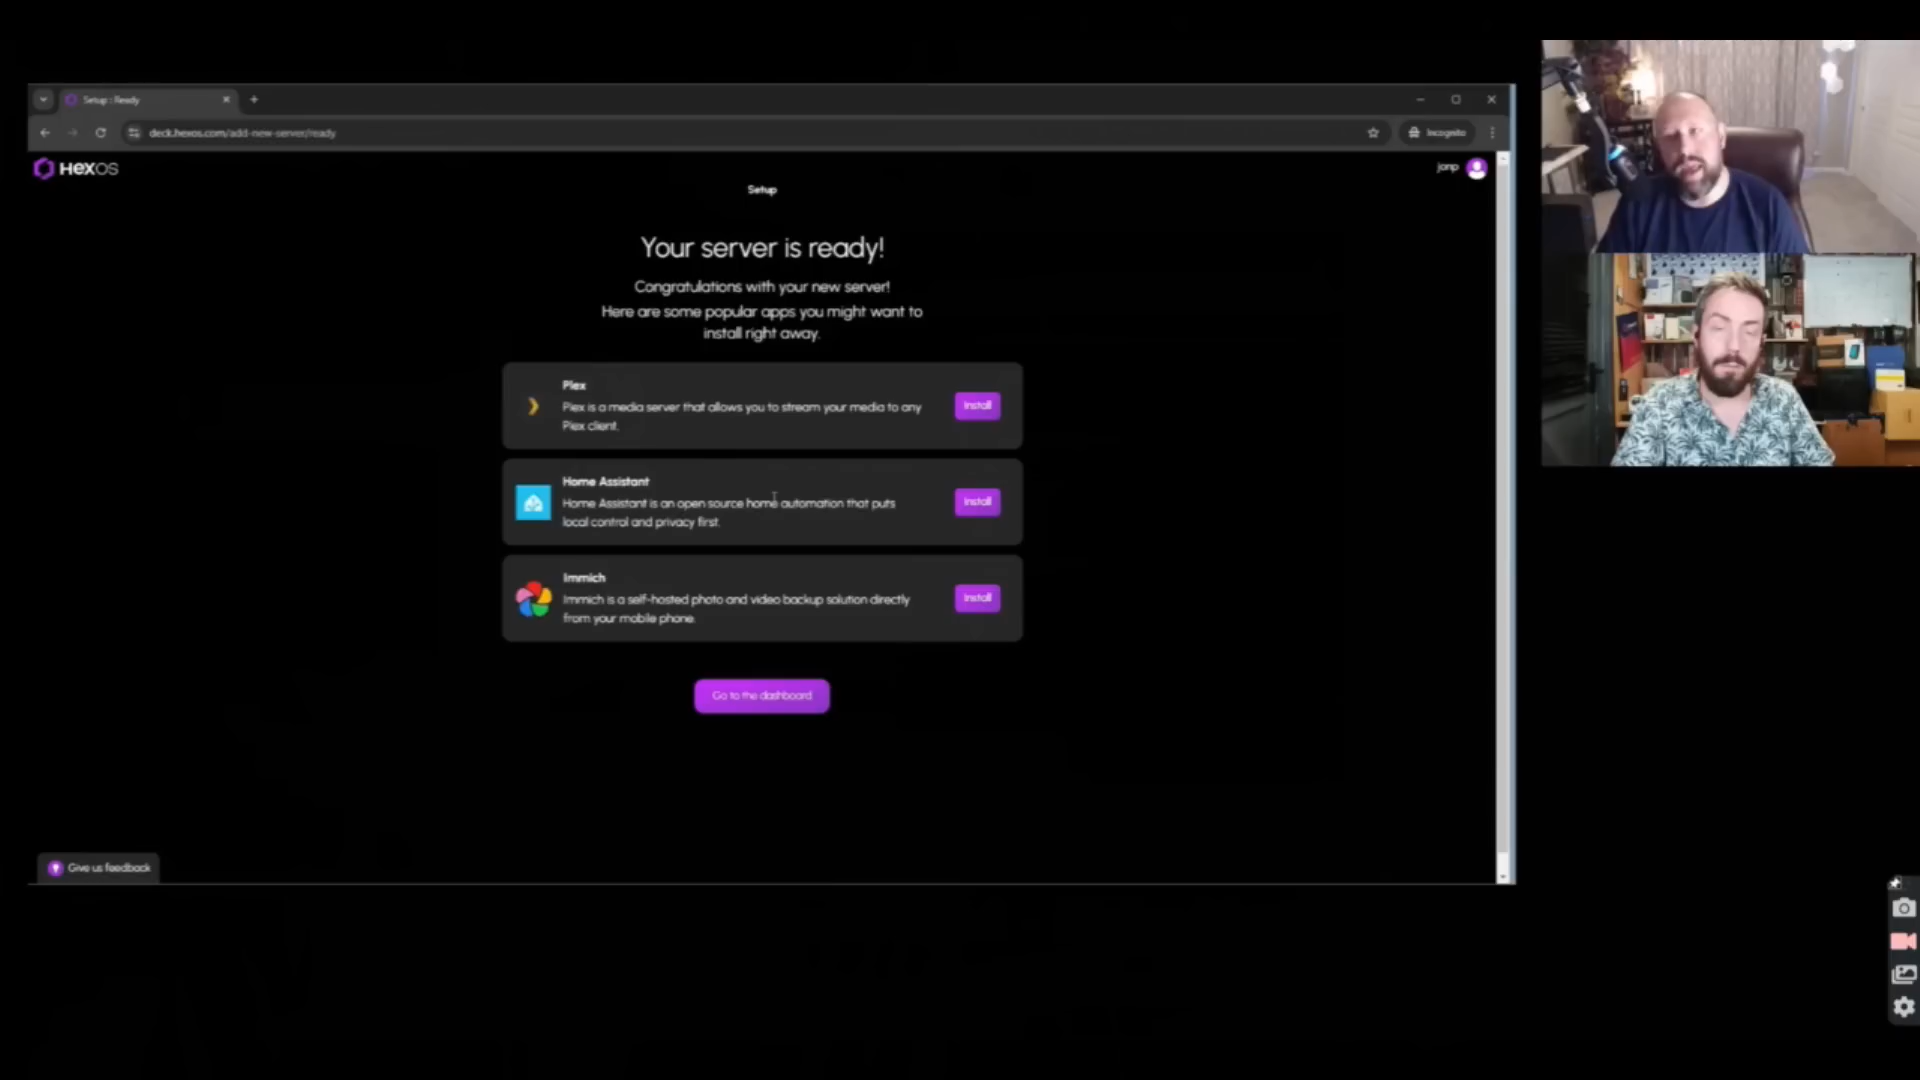 Setup : Ready
deck.hexos.com/add-new-server/ready
Incognito
HexOS
jonp
Setup
Your server is ready!
Congratulations with your new server!
Here are some popular apps you might want to
install right away.
Plex
Plex is a media server that allows you to stream your media to any
Plex client.
Install
Home Assistant
Home Assistant is an open source home automation that puts
local control and privacy first.
Install
Immich
Immich is a self-hosted photo and video backup solution directly
from your mobile phone.
Install
Go to the dashboard
Give us feedback